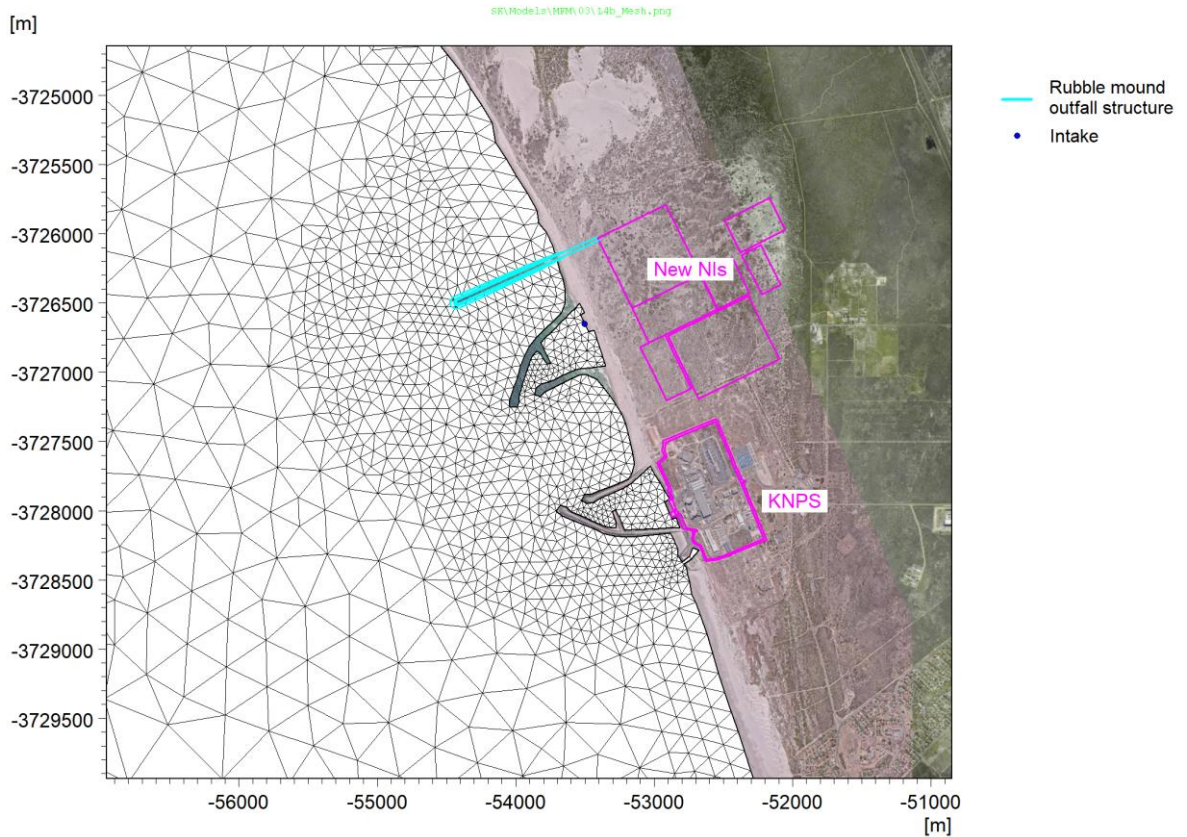 SK\Models\MFM\03\L4b_Mesh.png
[m]
-3725000
-3725500
-3726000
-3726500
-3727000
-3727500
-3728000
-3728500
-3729000
-3729500
Rubble mound
outfall structure
Intake
New NIs
KNPS
-56000 -55000 -54000 -53000 -52000 -51000
[m]